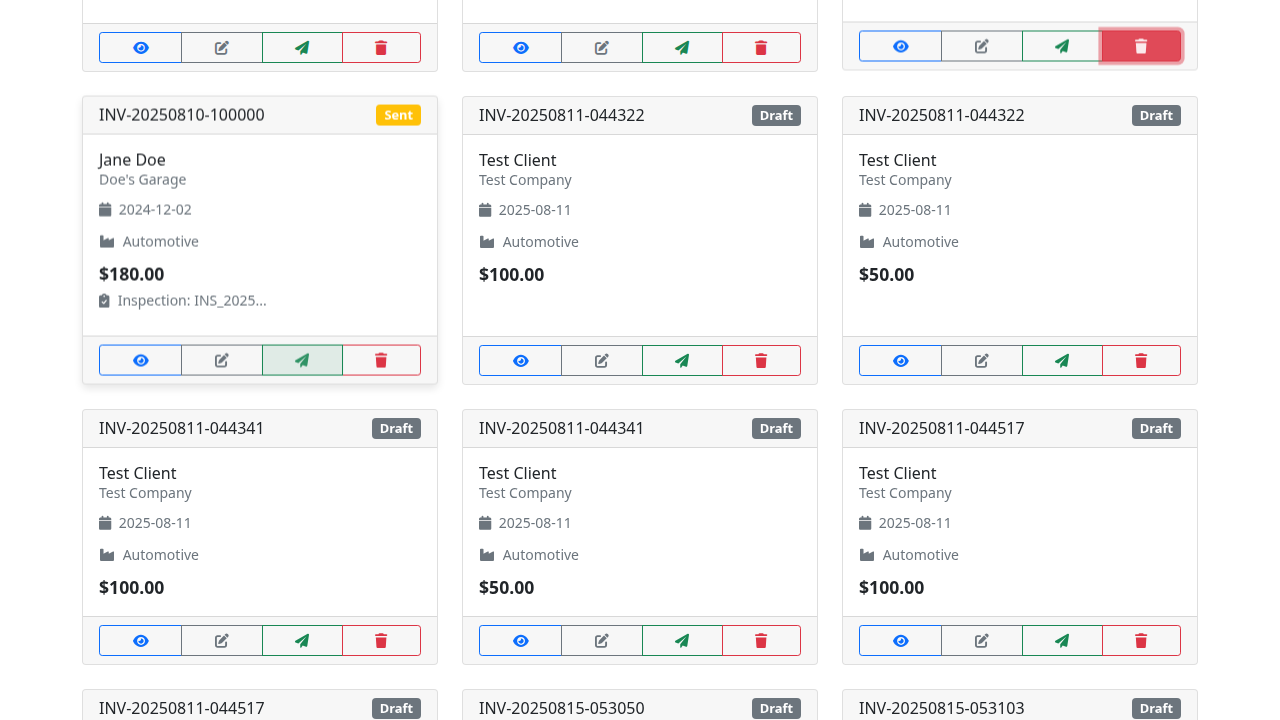 INV-20250810-100000 Sent
Jane Doe
Doe's Garage
2024-12-02
Automotive
$180.00
Inspection: INS_2025...
INV-20250811-044322 Draft
Test Client
Test Company
2025-08-11
Automotive
$100.00
INV-20250811-044322 Draft
Test Client
Test Company
2025-08-11
Automotive
$50.00
INV-20250811-044341 Draft
Test Client
Test Company
2025-08-11
Automotive
$100.00
INV-20250811-044341 Draft
Test Client
Test Company
2025-08-11
Automotive
$50.00
INV-20250811-044517 Draft
Test Client
Test Company
2025-08-11
Automotive
$100.00
INV-20250811-044517 Draft
INV-20250815-053050 Draft
INV-20250815-053103 Draft